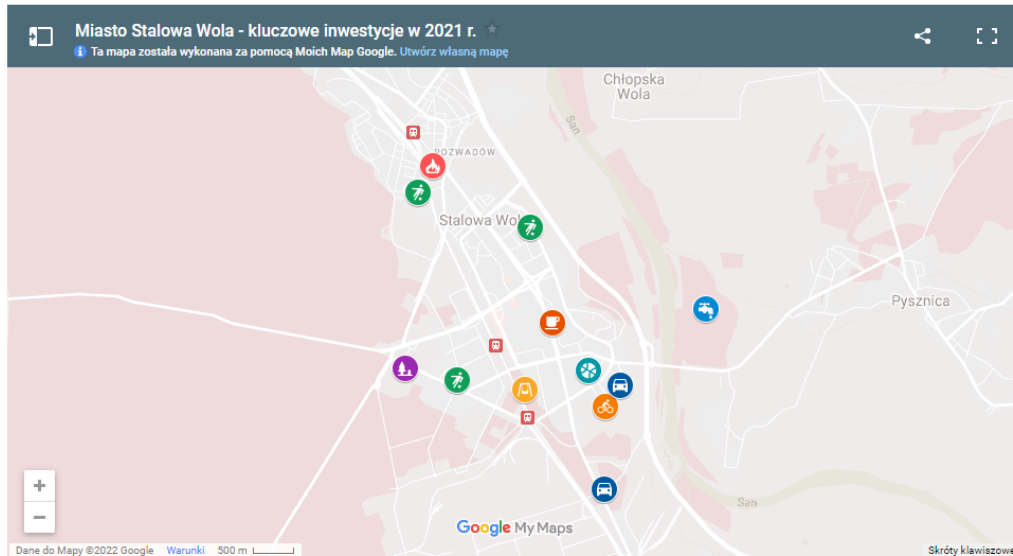 Miasto Stalowa Wola - kluczowe inwestycje w 2021 r.
Ta mapa została wykonana za pomocą Moich Map Google. Utwórz własną mapę
Chłopska
Wola
San
ROZWADÓW
Stalowa Wo
Pysznica
San
+
−
Google My Maps
Dane do Mapy ©2022 Google Warunki 500 m
Skróty klawiszowe